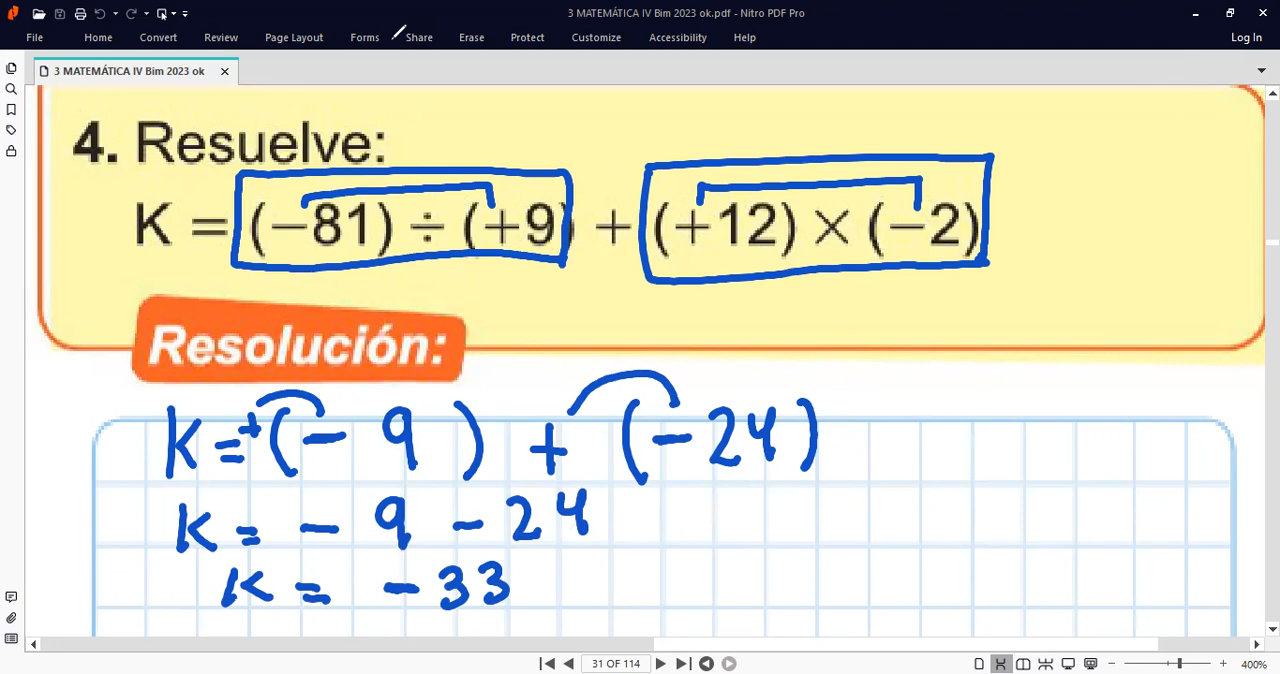 3 MATEMÁTICA IV Bim 2023 ok.pdf - Nitro PDF Pro
File Home Convert Review Page Layout Forms Share Erase Protect Customize Accessibility Help Log In
3 MATEMÁTICA IV Bim 2023 ok
4. Resuelve:
K = (−81) ÷ (+9) + (+12) × (−2)
Resolución:
K = +(− 9) + (−24)
K = − 9 − 24
K = − 33
31 OF 114
400%